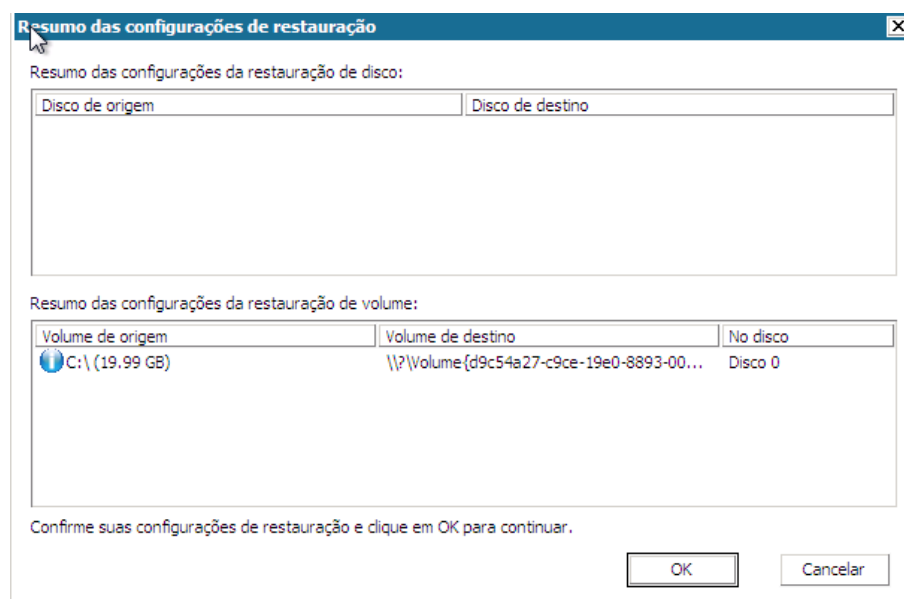 Resumo das configurações de restauração
Resumo das configurações da restauração de disco:
Disco de origem Disco de destino
Resumo das configurações da restauração de volume:
Volume de origem Volume de destino No disco
C:\ (19.99 GB) \\?\Volume{d9c54a27-c9ce-19e0-8893-00... Disco 0
Confirme suas configurações de restauração e clique em OK para continuar.
OK Cancelar